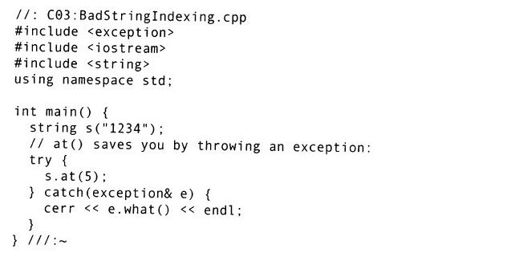 //: C03:BadStringIndexing.cpp
#include <exception>
#include <iostream>
#include <string>
using namespace std;

int main() {
  string s("1234");
  // at() saves you by throwing an exception:
  try {
    s.at(5);
  } catch(exception& e) {
    cerr << e.what() << endl;
  }
} ///:~